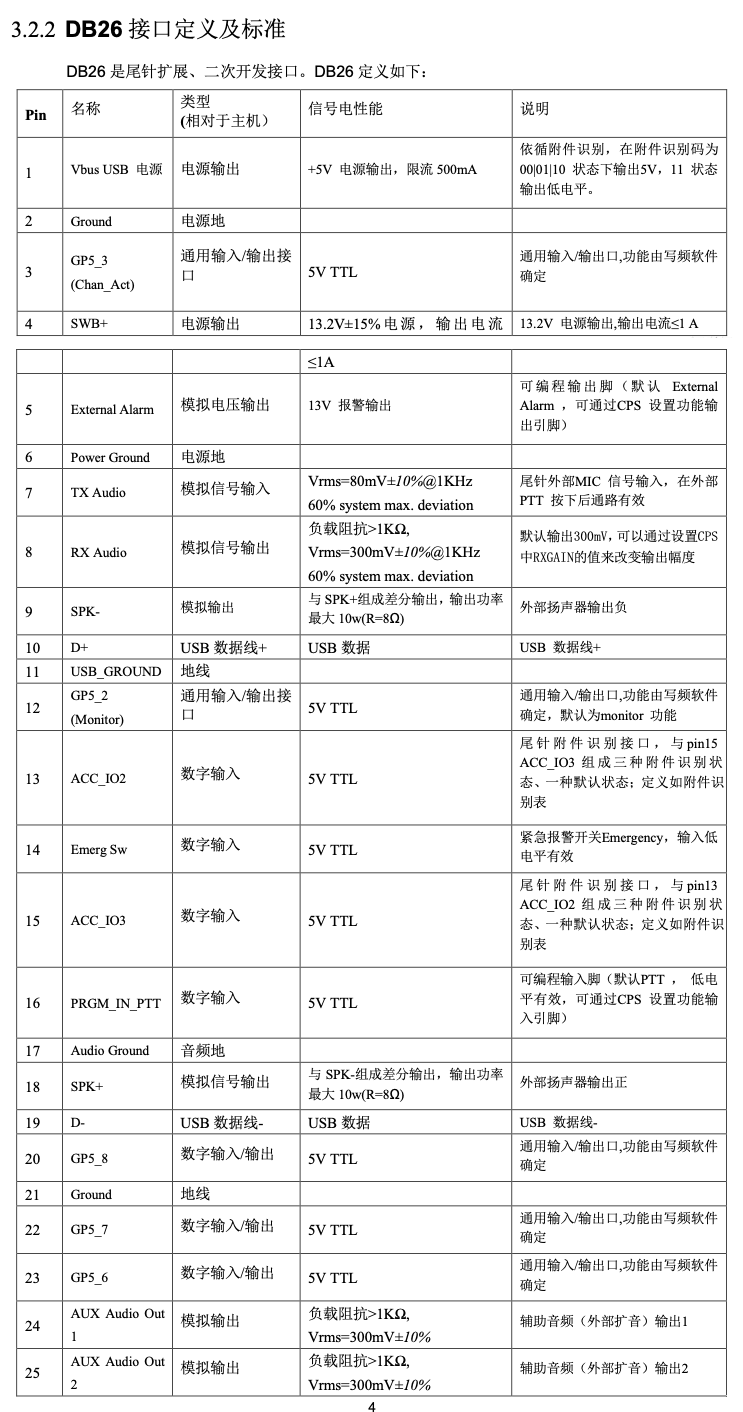 3.2.2 DB26 接口定义及标准
DB26 是尾针扩展、二次开发接口。DB26 定义如下:
Pin 名称 类型 信号电性能 说明
(相对于主机)
1 Vbus USB 电源 电源输出 +5V 电源输出，限流 500mA 依循附件识别，在附件识别码为
00|01|10 状态下输出5V，11 状态
输出低电平。
2 Ground 电源地
3 GP5_3 通用输入/输出接 5V TTL 通用输入/输出口,功能由写频软件
(Chan_Act) 口 确定
4 SWB+ 电源输出 13.2V±15%电源，输出电流 13.2V 电源输出,输出电流≤1 A
≤1A
5 External Alarm 模拟电压输出 13V 报警输出 可编程输出脚（默认 External
Alarm ，可通过CPS 设置功能输
出引脚）
6 Power Ground 电源地
7 TX Audio 模拟信号输入 Vrms=80mV±10%@1KHz 尾针外部MIC 信号输入，在外部
60% system max. deviation PTT 按下后通路有效
8 RX Audio 模拟信号输出 负载阻抗>1KΩ, 默认输出300mV,可以通过设置CPS
Vrms=300mV±10%@1KHz 中RXGAIN的值来改变输出幅度
60% system max. deviation
9 SPK- 模拟输出 与 SPK+组成差分输出，输出功率 外部扬声器输出负
最大 10w(R=8Ω)
10 D+ USB 数据线+ USB 数据 USB 数据线+
11 USB_GROUND 地线
12 GP5_2 通用输入/输出接 5V TTL 通用输入/输出口,功能由写频软件
(Monitor) 口 确定，默认为monitor 功能
13 ACC_IO2 数字输入 5V TTL 尾针附件识别接口，与pin15
ACC_IO3 组成三种附件识别状
态、一种默认状态；定义如附件识
别表
14 Emerg Sw 数字输入 5V TTL 紧急报警开关Emergency，输入低
电平有效
15 ACC_IO3 数字输入 5V TTL 尾针附件识别接口，与pin13
ACC_IO2 组成三种附件识别状
态、一种默认状态；定义如附件识
别表
16 PRGM_IN_PTT 数字输入 5V TTL 可编程输入脚（默认PTT ， 低电
平有效，可通过CPS 设置功能输
入引脚）
17 Audio Ground 音频地
18 SPK+ 模拟信号输出 与 SPK-组成差分输出，输出功率 外部扬声器输出正
最大 10w(R=8Ω)
19 D- USB 数据线- USB 数据 USB 数据线-
20 GP5_8 数字输入/输出 5V TTL 通用输入/输出口,功能由写频软件
确定
21 Ground 地线
22 GP5_7 数字输入/输出 5V TTL 通用输入/输出口,功能由写频软件
确定
23 GP5_6 数字输入/输出 5V TTL 通用输入/输出口,功能由写频软件
确定
24 AUX Audio Out 模拟输出 负载阻抗>1KΩ, 辅助音频（外部扩音）输出1
1 Vrms=300mV±10%
25 AUX Audio Out 模拟输出 负载阻抗>1KΩ, 辅助音频（外部扩音）输出2
2 Vrms=300mV±10%
4